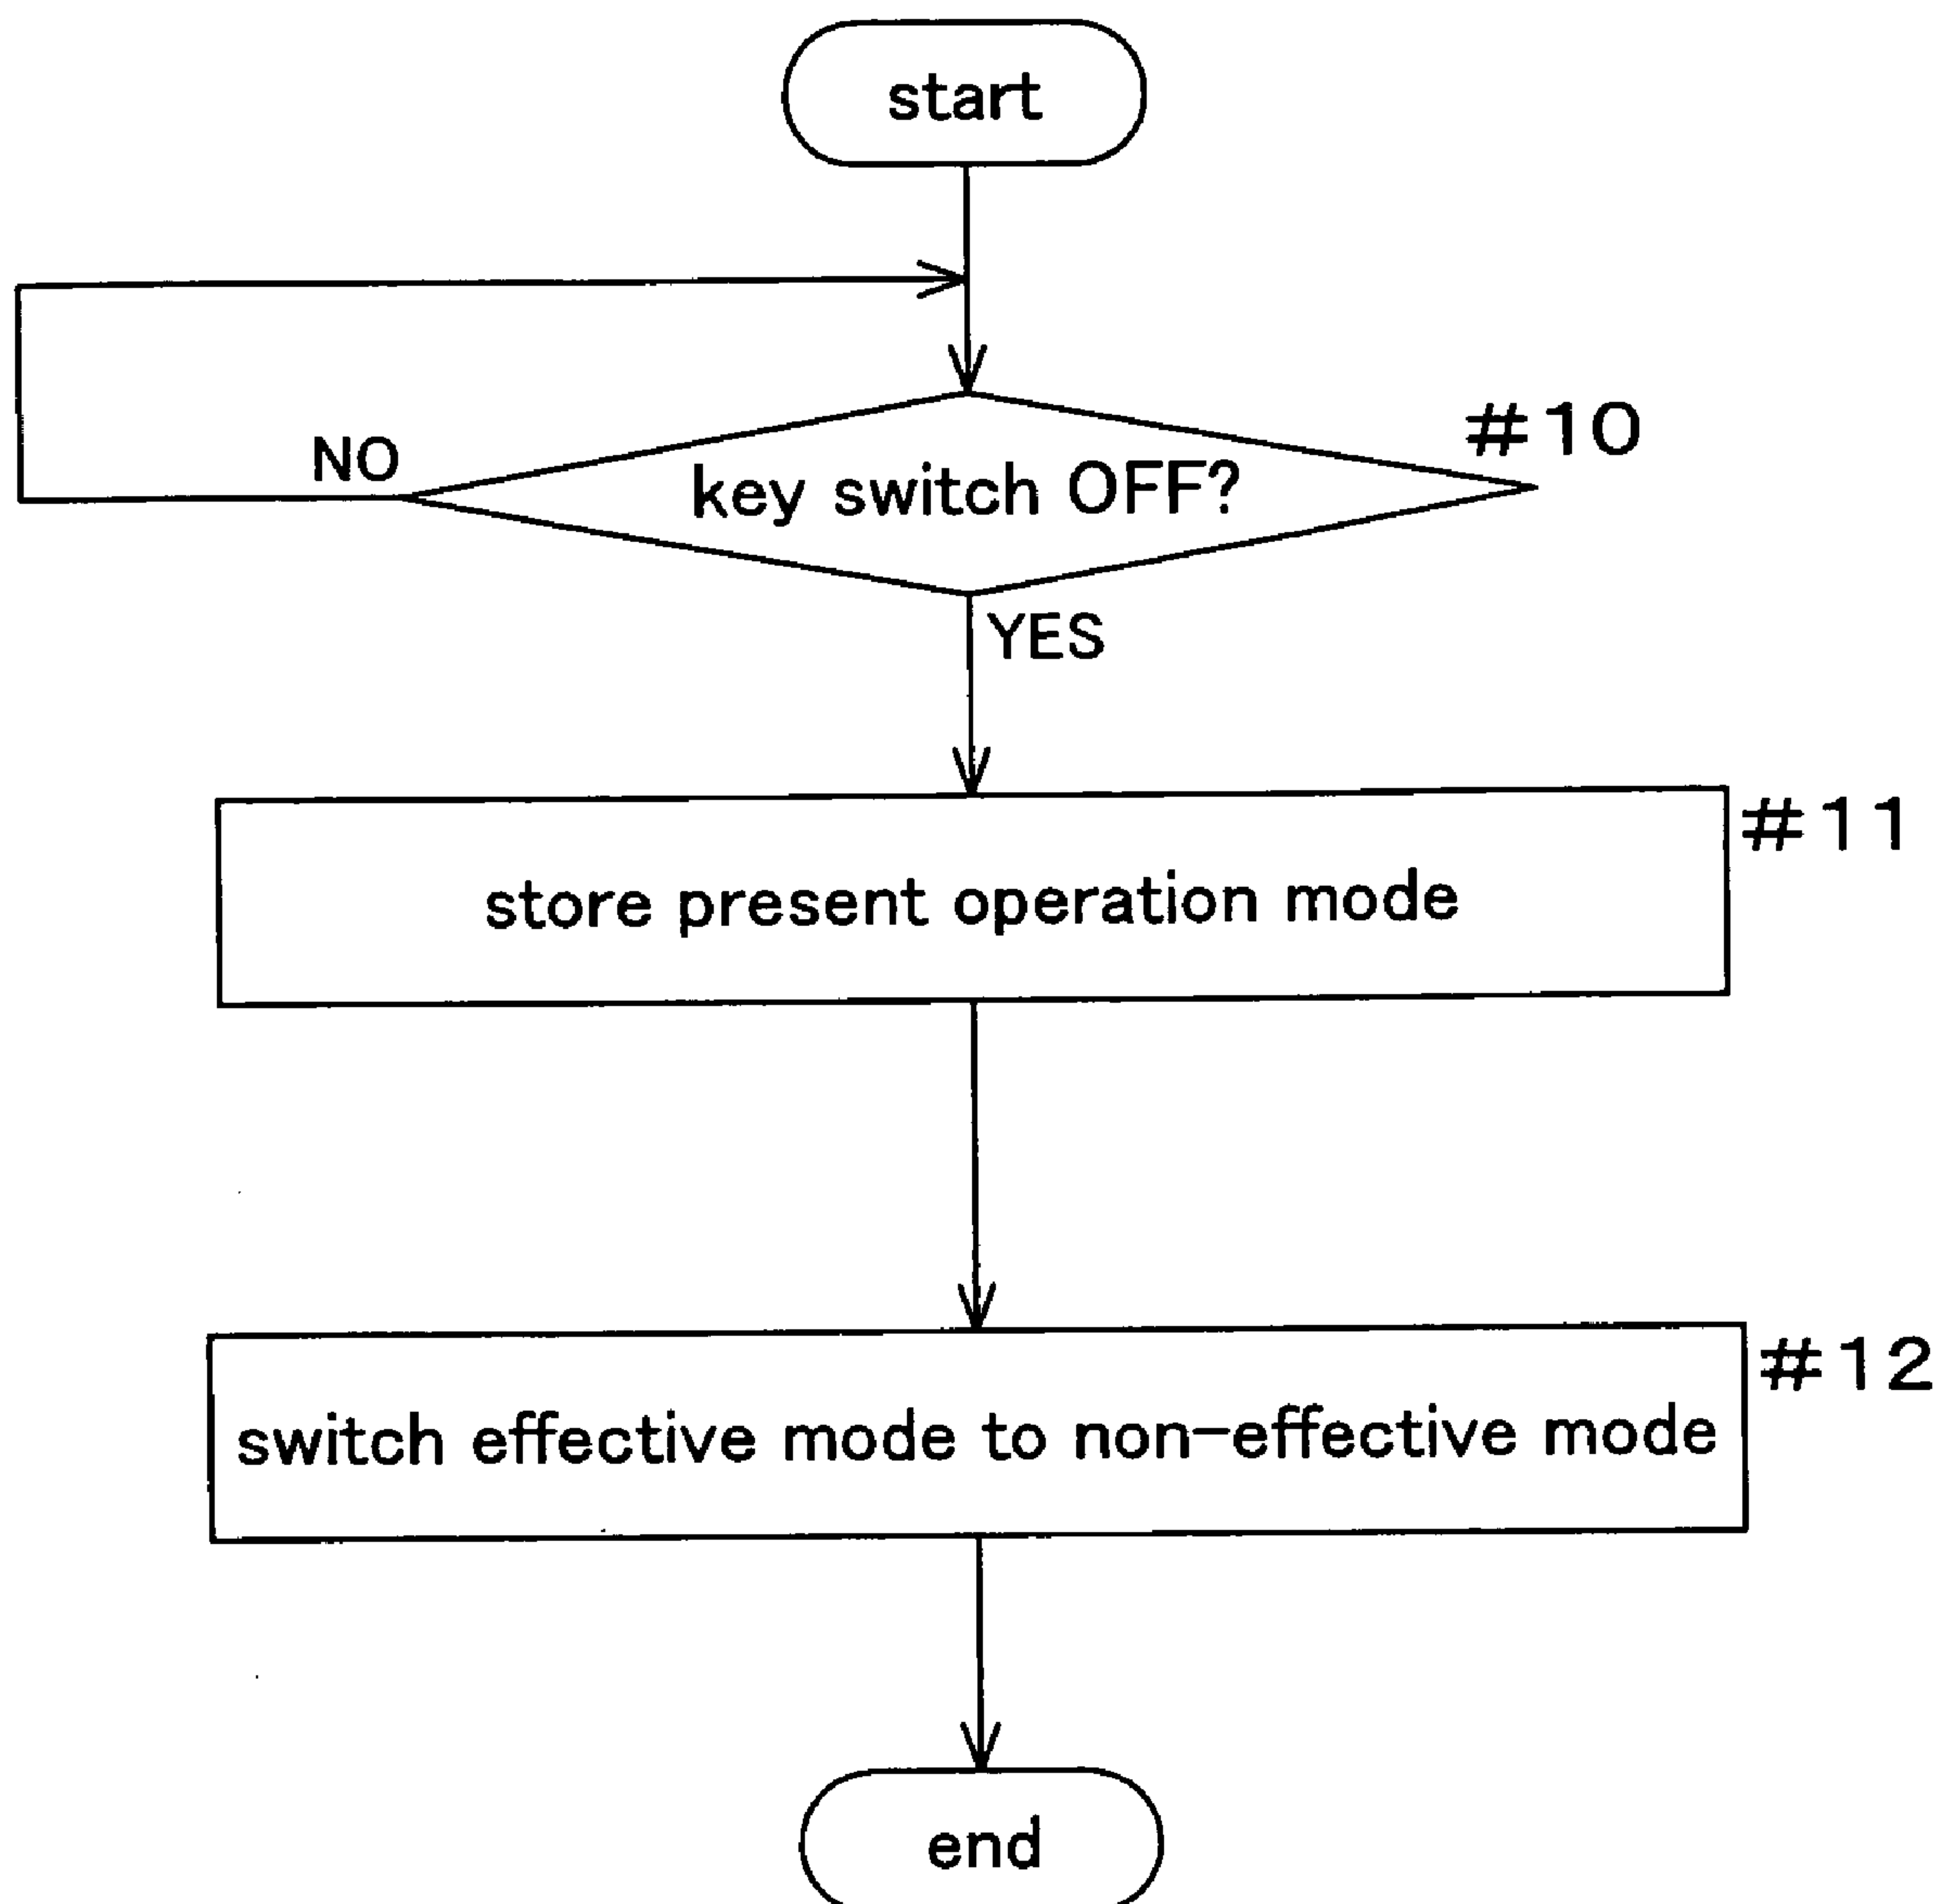 start
#10
NO
key switch OFF?
YES
#11
store present operation mode
#12
switch effective mode to non-effective mode
end